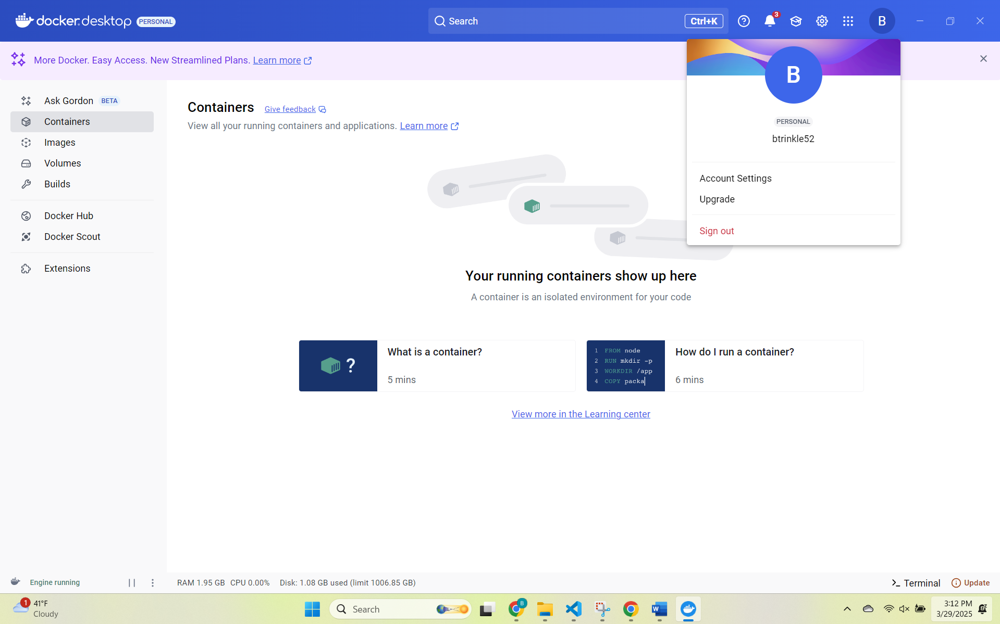 docker.desktop PERSONAL
Search Ctrl+K
3
B
More Docker. Easy Access. New Streamlined Plans. Learn more
B
PERSONAL
btrinkle52
Account Settings
Upgrade
Sign out
Ask Gordon BETA
Containers
Images
Volumes
Builds
Docker Hub
Docker Scout
Extensions
Containers Give feedback
View all your running containers and applications. Learn more
Your running containers show up here
A container is an isolated environment for your code
?
What is a container?
5 mins
1 FROM node
2 RUN mkdir -p
3 WORKDIR /app
4 COPY packa
How do I run a container?
6 mins
View more in the Learning center
Engine running
RAM 1.95 GB CPU 0.00% Disk: 1.08 GB used (limit 1006.85 GB)
Terminal
Update
1
41°F
Cloudy
Search
B
W
3:12 PM
3/29/2025